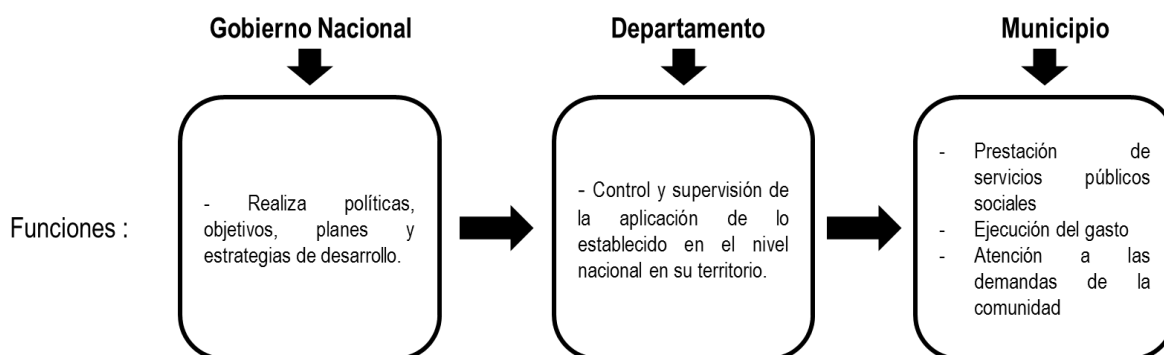 Gobierno Nacional
Departamento
Municipio
Funciones :
- Realiza políticas,
objetivos, planes y
estrategias de desarrollo.
- Control y supervisión de
la aplicación de lo
establecido en el nivel
nacional en su territorio.
- Prestación de
servicios públicos
sociales
- Ejecución del gasto
- Atención a las
demandas de la
comunidad